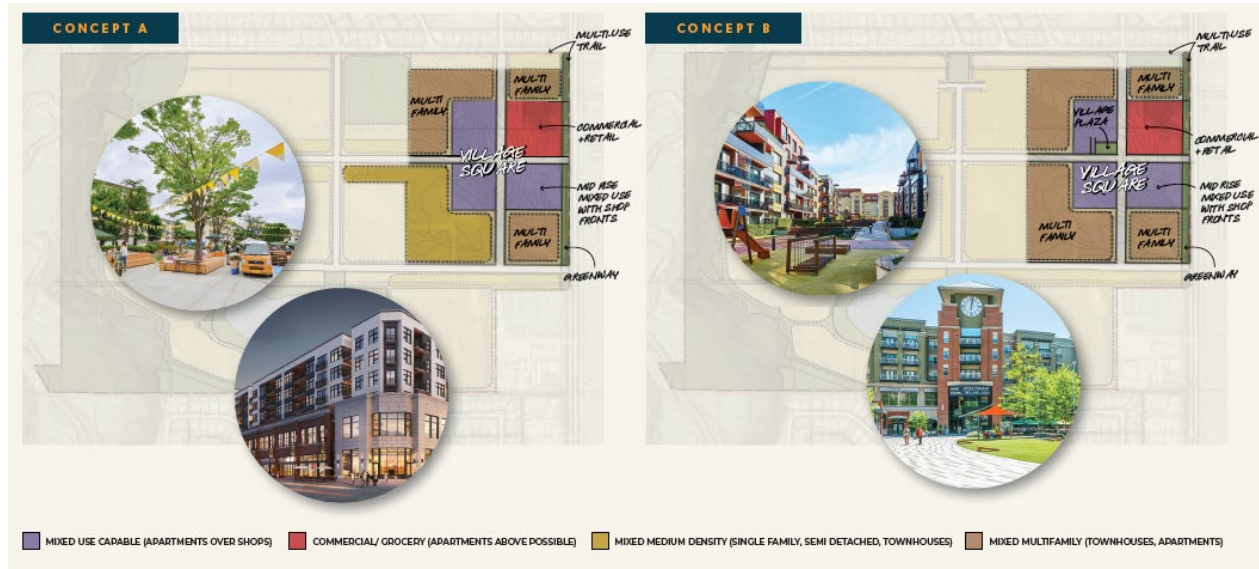 CONCEPT A
MULTI-USE
TRAIL
MULTI
FAMILY
MULTI
FAMILY
COMMERCIAL
+RETAIL
VILLAGE
SQUARE
MID RISE
MIXED USE
WITH SHOP
FRONTS
MULTI
FAMILY
GREENWAY
CONCEPT B
MULTI-USE
TRAIL
MULTI
FAMILY
VILLAGE
PLAZA
COMMERCIAL
+RETAIL
VILLAGE
SQUARE
MID RISE
MIXED USE
WITH SHOP
FRONTS
MULTI
FAMILY
MULTI
FAMILY
GREENWAY
MIXED USE CAPABLE (APARTMENTS OVER SHOPS)
COMMERCIAL/ GROCERY (APARTMENTS ABOVE POSSIBLE)
MIXED MEDIUM DENSITY (SINGLE FAMILY, SEMI DETACHED, TOWNHOUSES)
MIXED MULTIFAMILY (TOWNHOUSES, APARTMENTS)